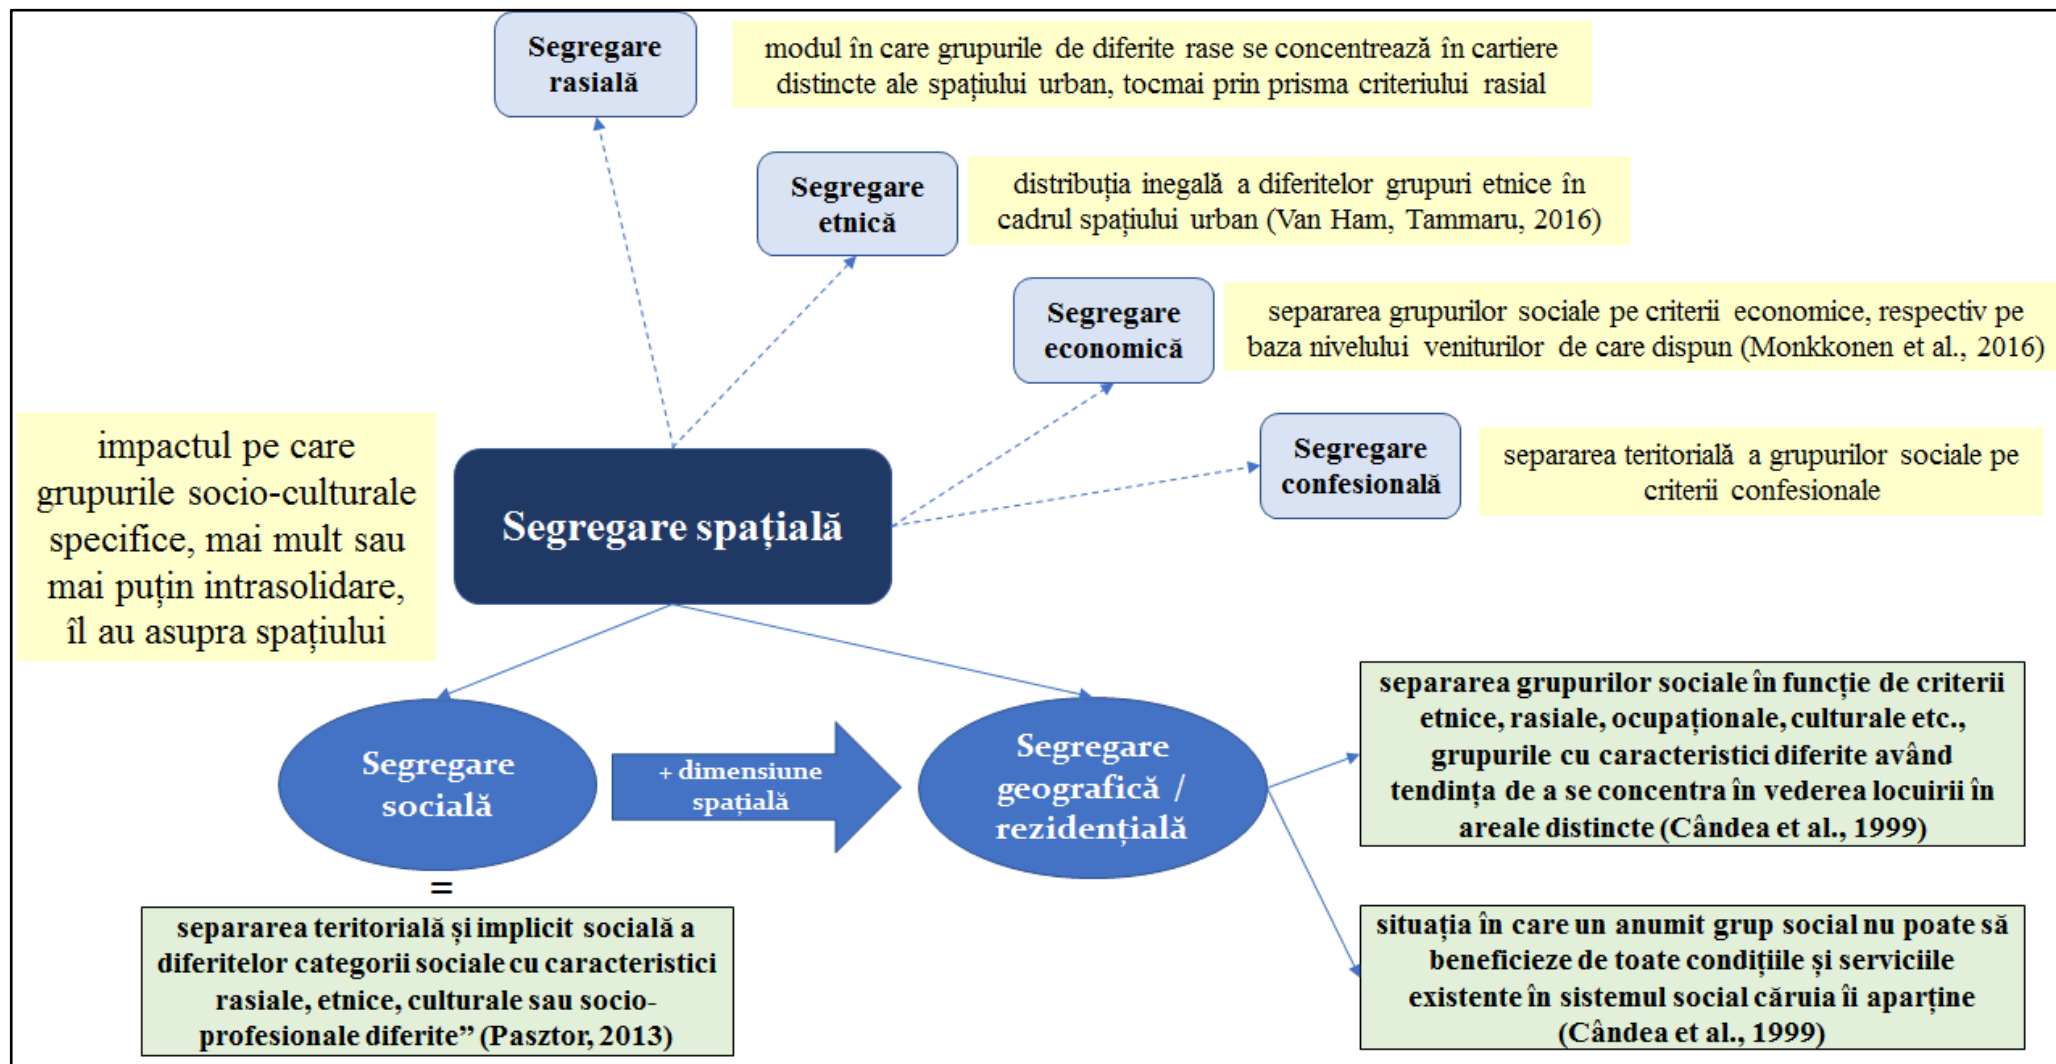 Segregare
rasială
modul în care grupurile de diferite rase se concentrează în cartiere
distincte ale spațiului urban, tocmai prin prisma criteriului rasial
Segregare
etnică
distribuția inegală a diferitelor grupuri etnice în
cadrul spațiului urban (Van Ham, Tammaru, 2016)
Segregare
economică
separarea grupurilor sociale pe criterii economice, respectiv pe
baza nivelului veniturilor de care dispun (Monkkonen et al., 2016)
Segregare
confesională
separarea teritorială a grupurilor sociale pe
criterii confesionale
impactul pe care
grupurile socio-culturale
specifice, mai mult sau
mai puțin intrasolidare,
îl au asupra spațiului
Segregare spațială
Segregare
socială
+ dimensiune
spațială
Segregare
geografică /
rezidențială
separarea grupurilor sociale în funcție de criterii
etnice, rasiale, ocupaționale, culturale etc.,
grupurile cu caracteristici diferite având
tendința de a se concentra în vederea locuirii în
areale distincte (Cândea et al., 1999)
=
separarea teritorială și implicit socială a
diferitelor categorii sociale cu caracteristici
rasiale, etnice, culturale sau socio-
profesionale diferite” (Pasztor, 2013)
situația în care un anumit grup social nu poate să
beneficieze de toate condițiile și serviciile
existente în sistemul social căruia îi aparține
(Cândea et al., 1999)